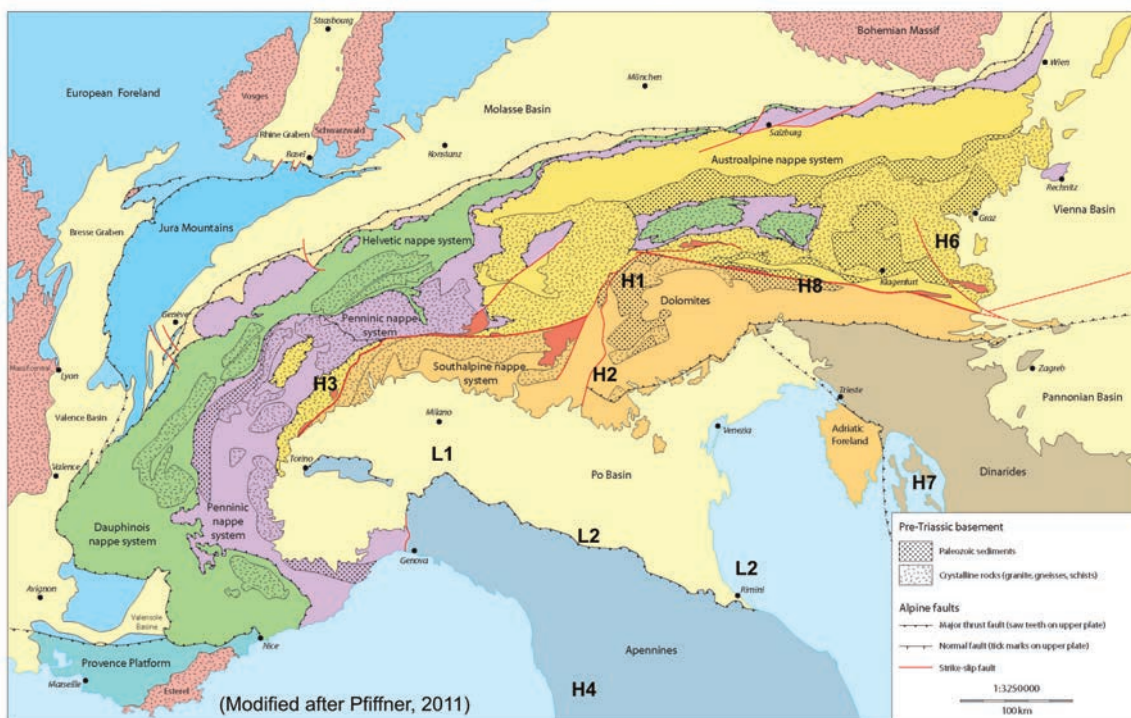 Strasbourg
Bohemian Massif
European Foreland
Vosges
München
Wien
Molasse Basin
Rhine Graben
Schwarzwald
Salzburg
Basel
Konstanz
Austroalpine nappe system
Rechnitz
Bresse Graben
Jura Mountains
Graz
Vienna Basin
Helvetic nappe system
H6
Klagenfurt
H1
H8
Dolomites
Penninic nappe
system
Genève
Massif Central
Lyon
H3
Southalpine nappe
system
H2
Zagreb
Trieste
Pannonian Basin
Valence Basin
Milano
Venezia
Adriatic
Foreland
L1
Torino
Po Basin
Valence
H7
Dinarides
Penninic
nappe
system
Dauphinois
nappe system
L2
Genova
L2
Rimini
Avignon
Valensole
Basin
Nice
Apennines
Provence Platform
Marseille
Esterel
H4
(Modified after Pfiffner, 2011)
Pre-Triassic basement
Paleozoic sediments
Crystalline rocks (granite, gneisses, schists)
Alpine faults
Major thrust fault (saw teeth on upper plate)
Normal fault (tick marks on upper plate)
Strike-slip fault
1:3250000
100 km